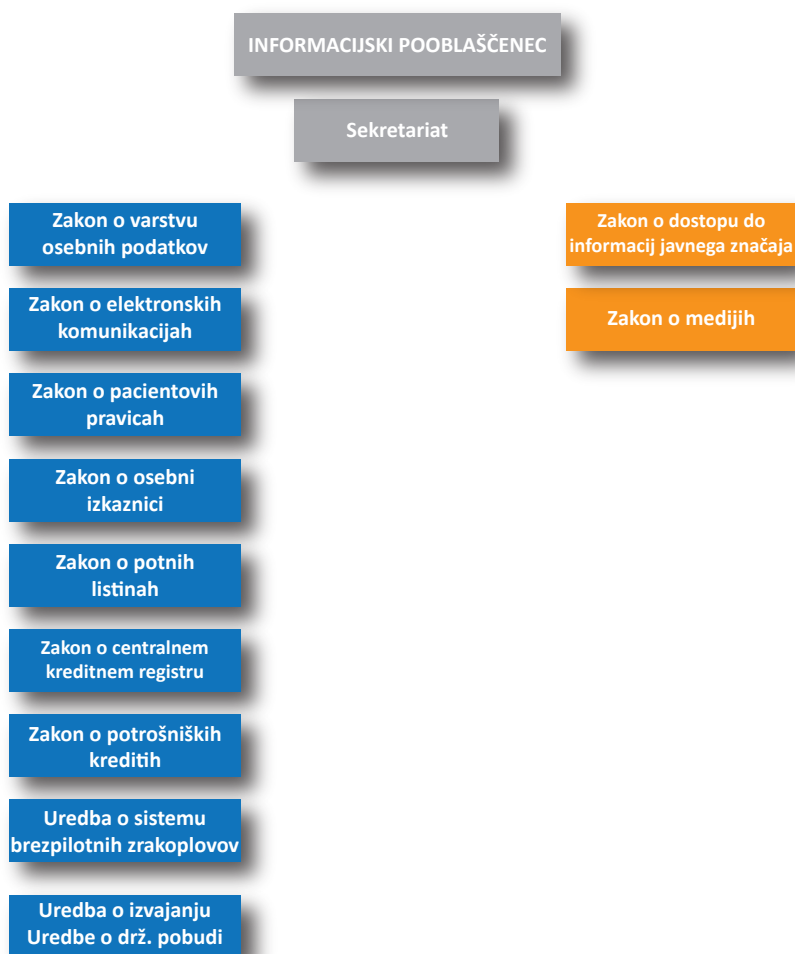 INFORMACIJSKI POOBLAŠČENEC
Sekretariat
Zakon o varstvu
osebnih podatkov
Zakon o elektronskih
komunikacijah
Zakon o pacientovih
pravicah
Zakon o osebni
izkaznici
Zakon o potnih
listinah
Zakon o centralnem
kreditnem registru
Zakon o potrošniških
kreditih
Uredba o sistemu
brezpilotnih zrakoplovov
Uredba o izvajanju
Uredbe o drž. pobudi
Zakon o dostopu do
informacij javnega značaja
Zakon o medijih